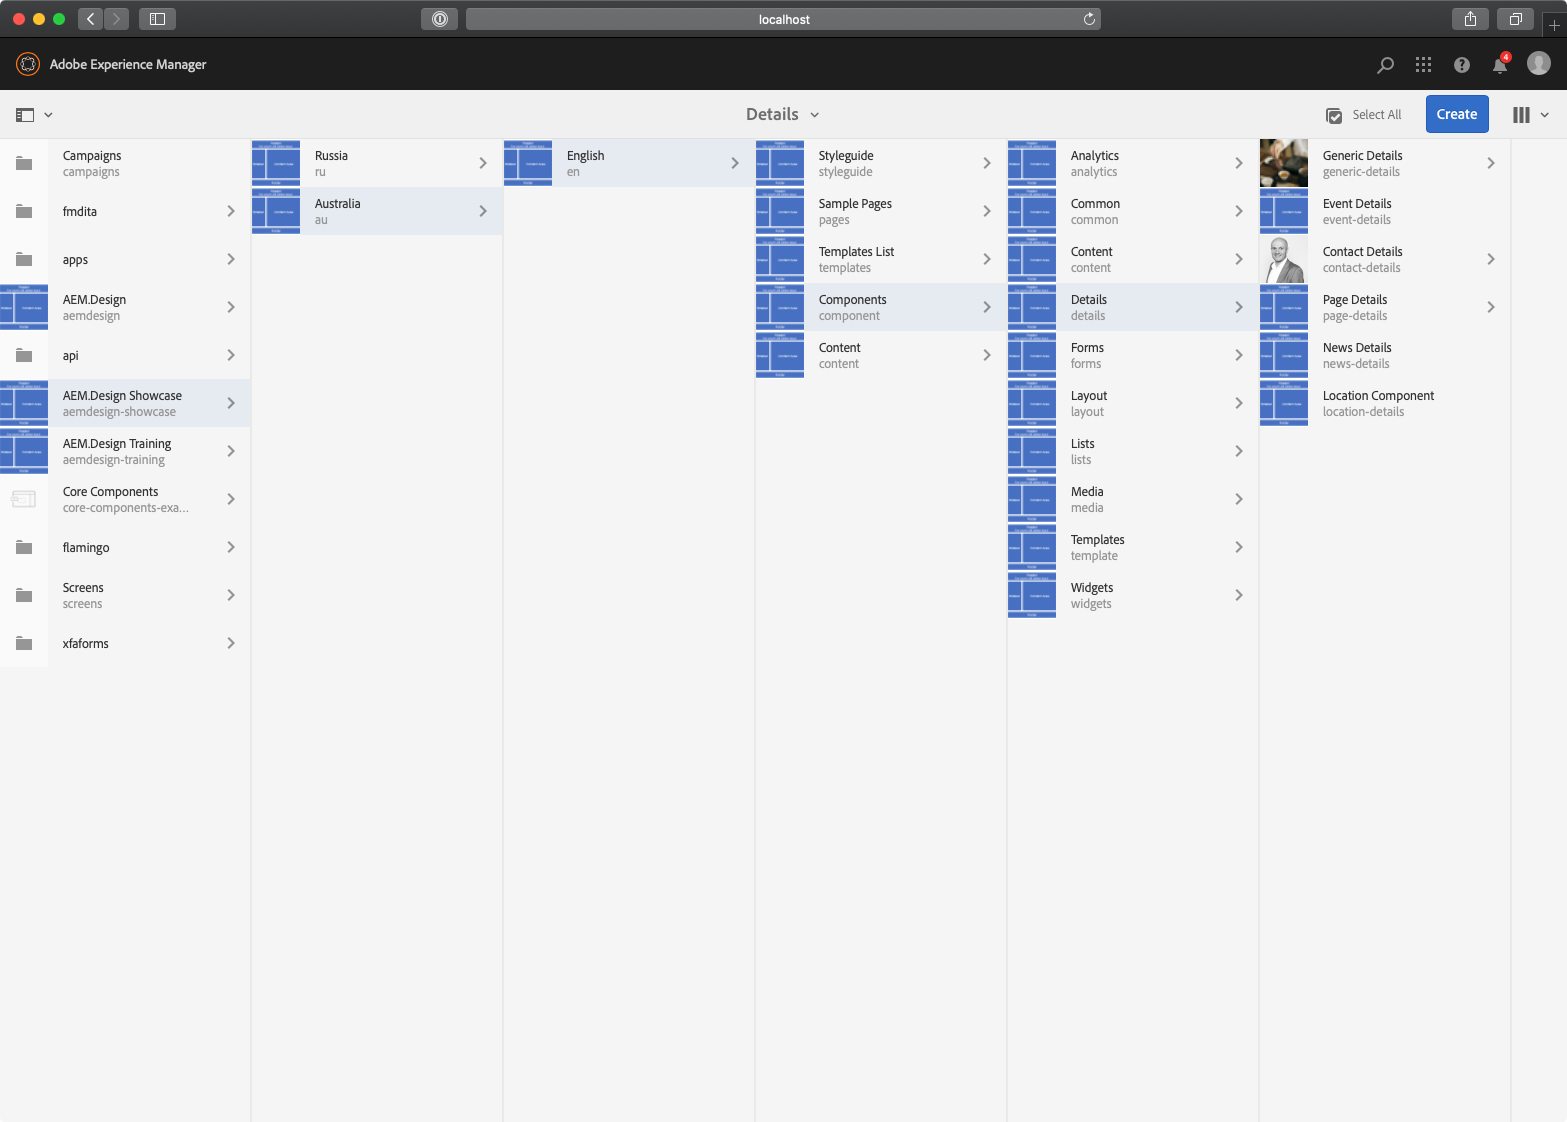 localhost
Adobe Experience Manager
4
Details
Select All
Create
Campaigns
campaigns
fmdita
apps
AEM.Design
aemdesign
api
AEM.Design Showcase
aemdesign-showcase
AEM.Design Training
aemdesign-training
Core Components
core-components-exa...
flamingo
Screens
screens
xfaforms
Russia
ru
Australia
au
English
en
Styleguide
styleguide
Sample Pages
pages
Templates List
templates
Components
component
Content
content
Analytics
analytics
Common
common
Content
content
Details
details
Forms
forms
Layout
layout
Lists
lists
Media
media
Templates
template
Widgets
widgets
Generic Details
generic-details
Event Details
event-details
Contact Details
contact-details
Page Details
page-details
News Details
news-details
Location Component
location-details